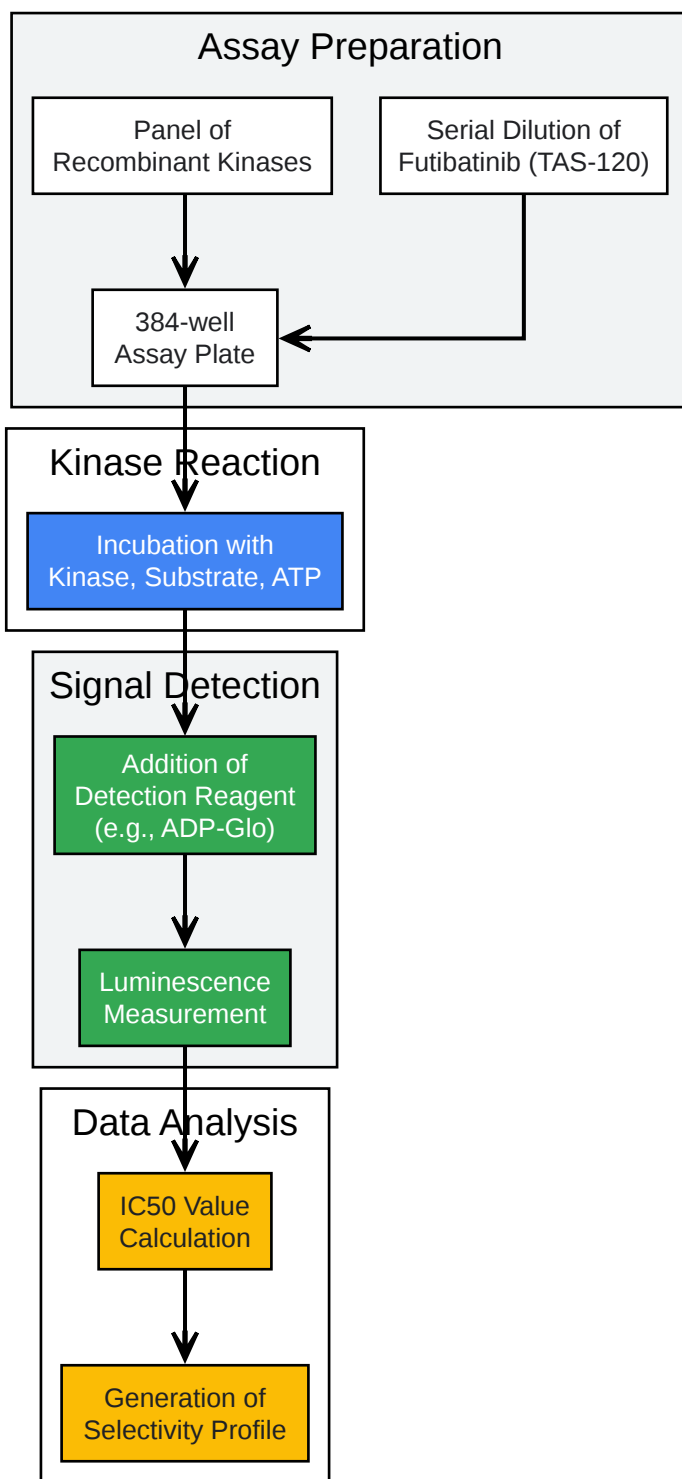 Assay Preparation
Panel of
Recombinant Kinases
Serial Dilution of
Futibatinib (TAS-120)
384-well
Assay Plate
Kinase Reaction
Incubation with
Kinase, Substrate, ATP
Signal Detection
Addition of
Detection Reagent
(e.g., ADP-Glo)
Luminescence
Measurement
Data Analysis
IC50 Value
Calculation
Generation of
Selectivity Profile